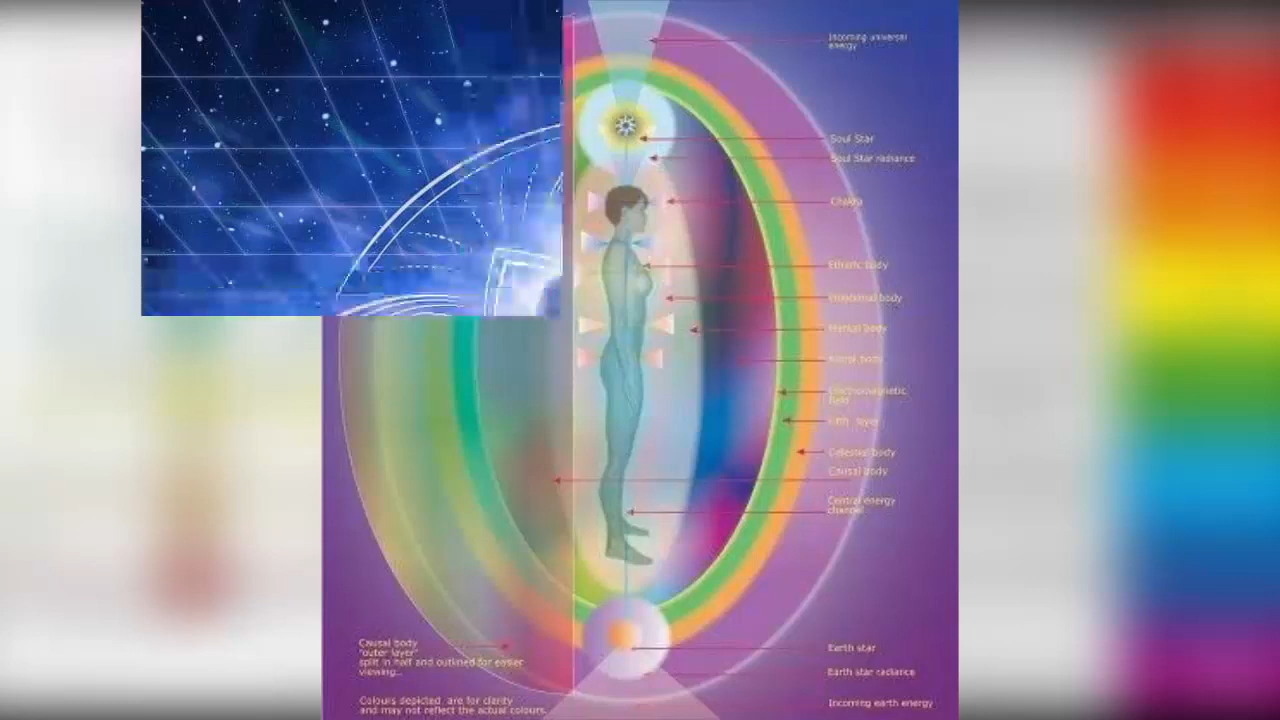 Incoming universal
energy
Soul Star
Soul Star radiance
Chakra
Etheric body
Emotional body
Mental body
Astral body
Electromagnetic
field
layer
Celestial body
Causal body
Central energy
channel
Causal body
"outer layer"
split in half and outlined for easier
viewing...
Earth star
Earth star radiance
Colours depicted are for clarity
and may not reflect the actual colours.
Incoming earth energy